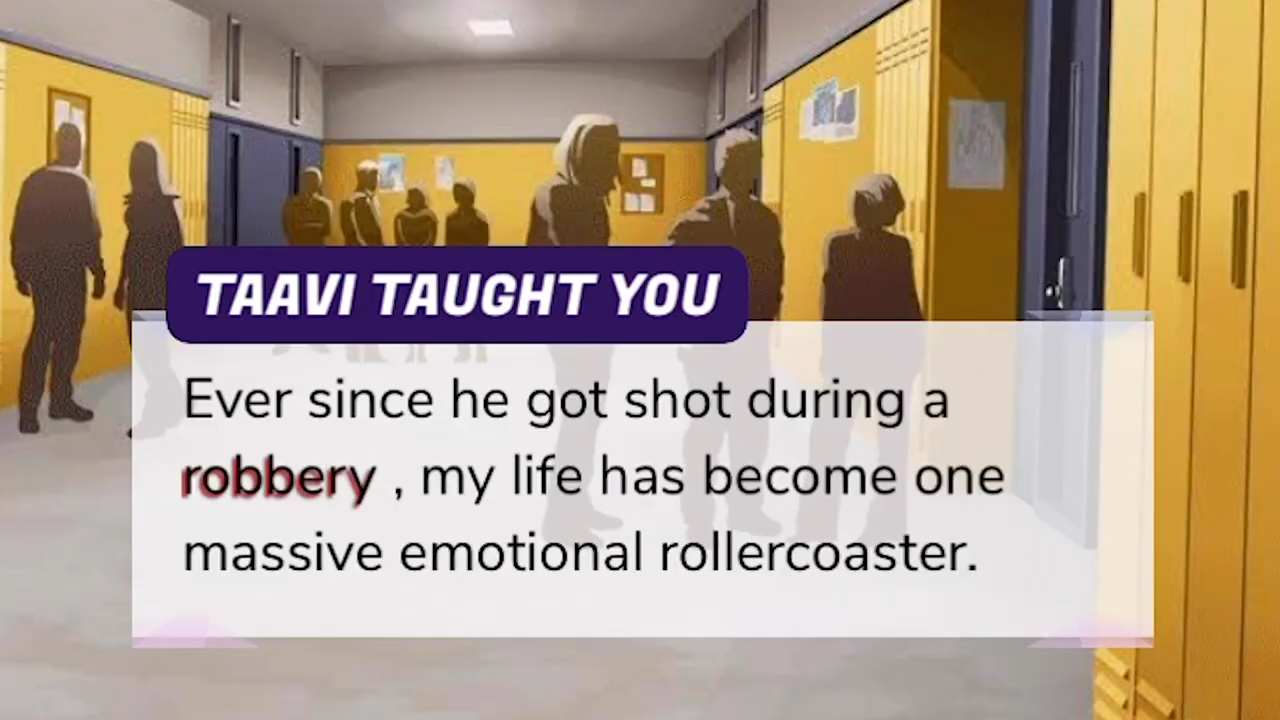 TAAVI TAUGHT YOU
Ever since he got shot during a
robbery , my life has become one
massive emotional rollercoaster.